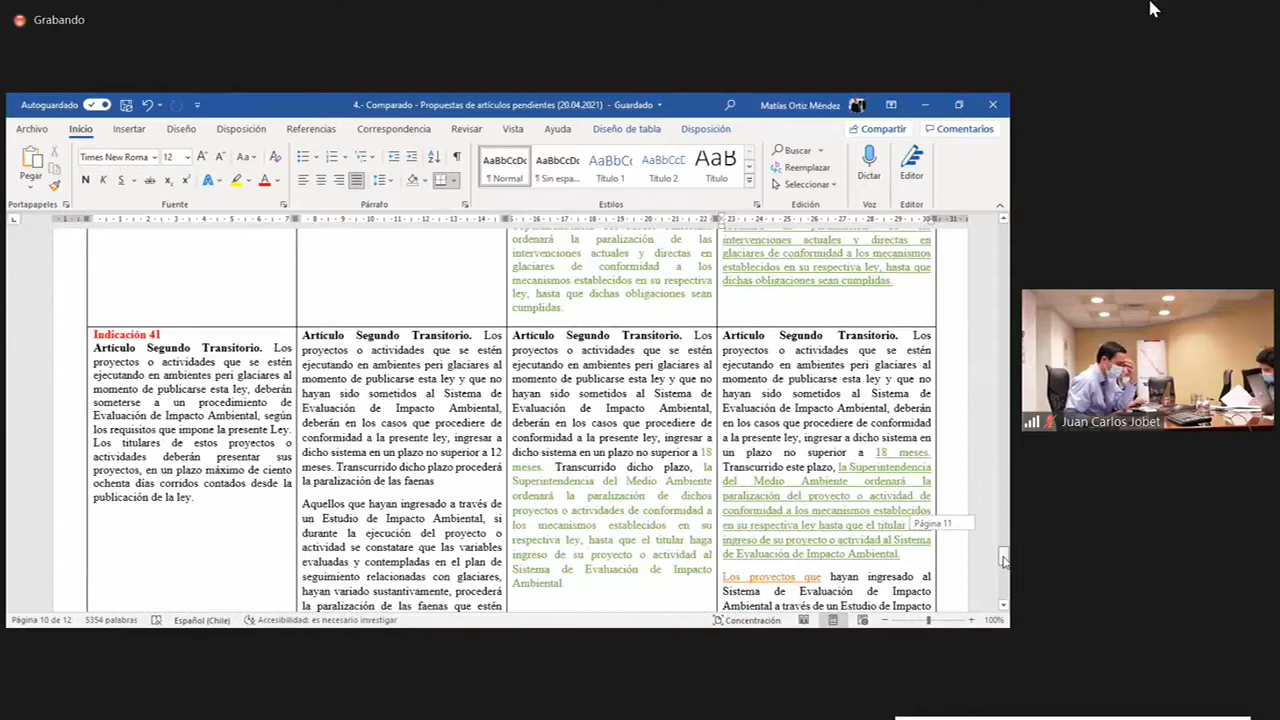 Grabando
Autoguardado
4.- Comparado - Propuestas de artículos pendientes (20.04.2021) - Guardado
Matías Ortiz Méndez
Archivo Inicio Insertar Diseño Disposición Referencias Correspondencia Revisar Vista Ayuda Diseño de tabla Disposición
Compartir Comentarios
Pegar
Times New Roma 12
N K S ab x₂ x²
AaBbCcDc AaBbCcDc AaBbCc AaBbCcE AaB
¶ Normal ¶ Sin espa... Título 1 Título 2 Título
Buscar
Reemplazar
Seleccionar
Dictar
Editor
Portapapeles Fuente Párrafo Estilos Edición Voz Editor
ordenará la paralización de las
intervenciones actuales y directas en
glaciares de conformidad a los
mecanismos establecidos en su respectiva
ley, hasta que dichas obligaciones sean
cumplidas.
intervenciones actuales y directas en
glaciares de conformidad a los mecanismos
establecidos en su respectiva ley, hasta que
dichas obligaciones sean cumplidas.
Indicación 41
Artículo Segundo Transitorio. Los
proyectos o actividades que se estén
ejecutando en ambientes peri glaciares al
momento de publicarse esta ley, deberán
someterse a un procedimiento de
Evaluación de Impacto Ambiental, según
los requisitos que impone la presente Ley.
Los titulares de estos proyectos o
actividades deberán presentar sus
proyectos, en un plazo máximo de ciento
ochenta días corridos contados desde la
publicación de la ley.
Artículo Segundo Transitorio. Los
proyectos o actividades que se estén
ejecutando en ambientes peri glaciares al
momento de publicarse esta ley y que no
hayan sido sometidos al Sistema de
Evaluación de Impacto Ambiental,
deberán en los casos que procediere de
conformidad a la presente ley, ingresar a
dicho sistema en un plazo no superior a 12
meses. Transcurrido dicho plazo procederá
la paralización de las faenas
Aquellos que hayan ingresado a través de
un Estudio de Impacto Ambiental, si
durante la ejecución del proyecto o
actividad se constatare que las variables
evaluadas y contempladas en el plan de
seguimiento relacionadas con glaciares,
hayan variado sustantivamente, procederá
la paralización de las faenas que estén
Artículo Segundo Transitorio. Los
proyectos o actividades que se estén
ejecutando en ambientes peri glaciares al
momento de publicarse esta ley y que no
hayan sido sometidos al Sistema de
Evaluación de Impacto Ambiental,
deberán en los casos que procediere de
conformidad a la presente ley, ingresar a
dicho sistema en un plazo no superior a 18
meses. Transcurrido dicho plazo, la
Superintendencia del Medio Ambiente
ordenará la paralización de dichos
proyectos o actividades de conformidad a
los mecanismos establecidos en su
respectiva ley, hasta que el titular haga
ingreso de su proyecto o actividad al
Sistema de Evaluación de Impacto
Ambiental.
Artículo Segundo Transitorio. Los
proyectos o actividades que se estén
ejecutando en ambientes peri glaciares al
momento de publicarse esta ley y que no
hayan sido sometidos al Sistema de
Evaluación de Impacto Ambiental, deberán
en los casos que procediere de conformidad
a la presente ley, ingresar a dicho sistema en
un plazo no superior a 18 meses.
Transcurrido este plazo, la Superintendencia
del Medio Ambiente ordenará la
paralización del proyecto o actividad de
conformidad a los mecanismos establecidos
en su respectiva ley hasta que el titular
ingreso de su proyecto o actividad al Sistema
de Evaluación de Impacto Ambiental.
Los proyectos que hayan ingresado al
Sistema de Evaluación de Impacto
Ambiental a través de un Estudio de Impacto
Página 11
Juan Carlos Jobet
Página 10 de 12 5354 palabras Español (Chile) Accesibilidad: es necesario investigar Concentración 100%